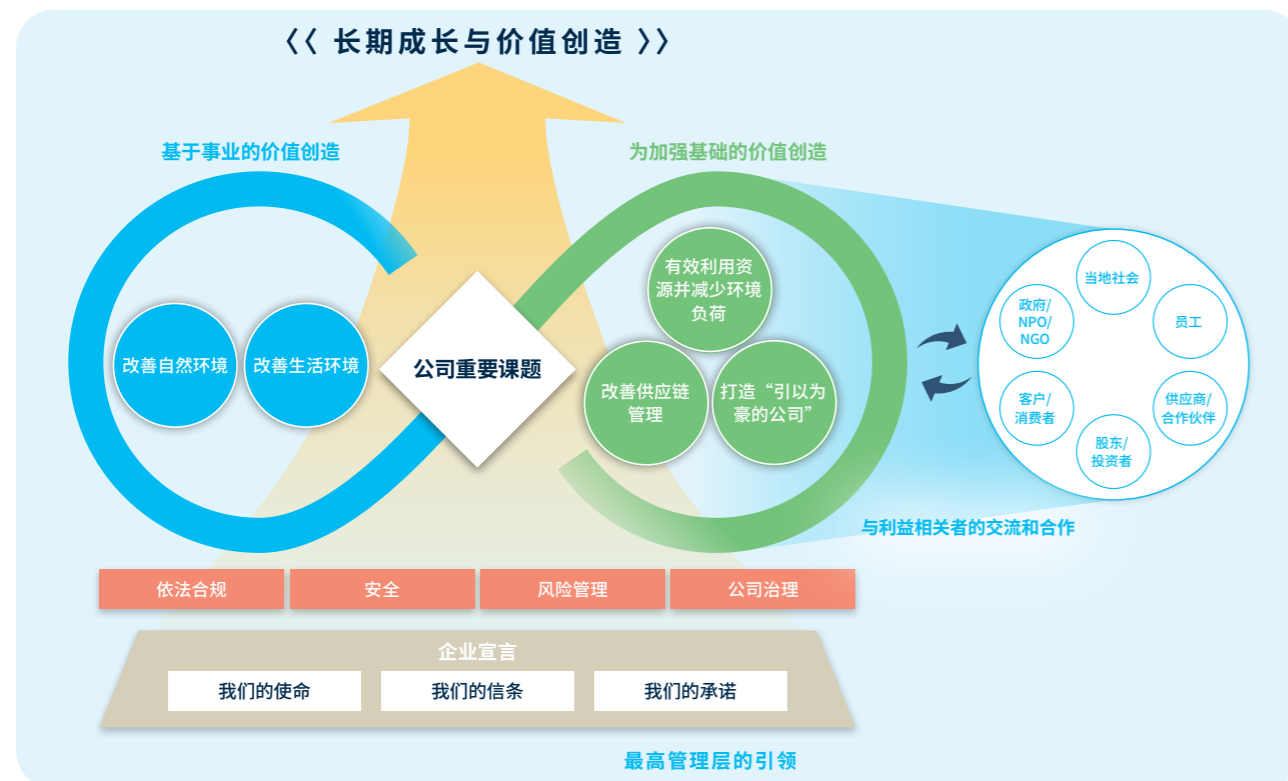 〈〈 长期成长与价值创造 〉〉
基于事业的价值创造
为加强基础的价值创造
改善自然环境
改善生活环境
公司重要课题
有效利用资
源并减少环境
负荷
改善供应链
管理
打造“引以为
豪的公司”
当地社会
政府/
NPO/
NGO
员工
客户/
消费者
供应商/
合作伙伴
股东/
投资者
与利益相关者的交流和合作
依法合规
安全
风险管理
公司治理
企业宣言
我们的使命
我们的信条
我们的承诺
最高管理层的引领